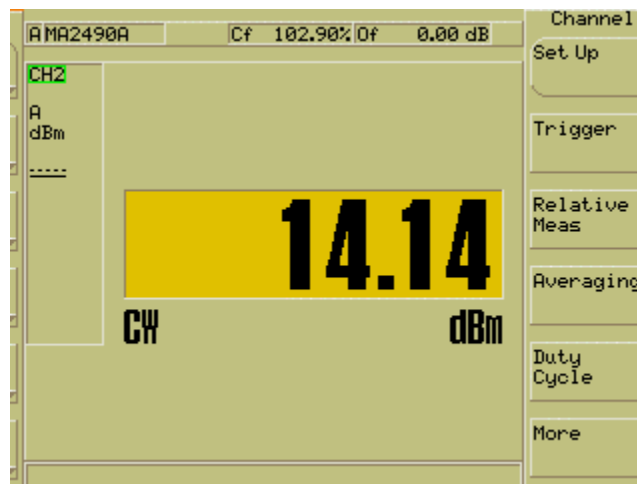 A MA2490A Cf 102.90% Of 0.00 dB
CH2
A
dBm
-----
14.14
CW dBm
Channel
Set Up
Trigger
Relative
Meas
Averaging
Duty
Cycle
More